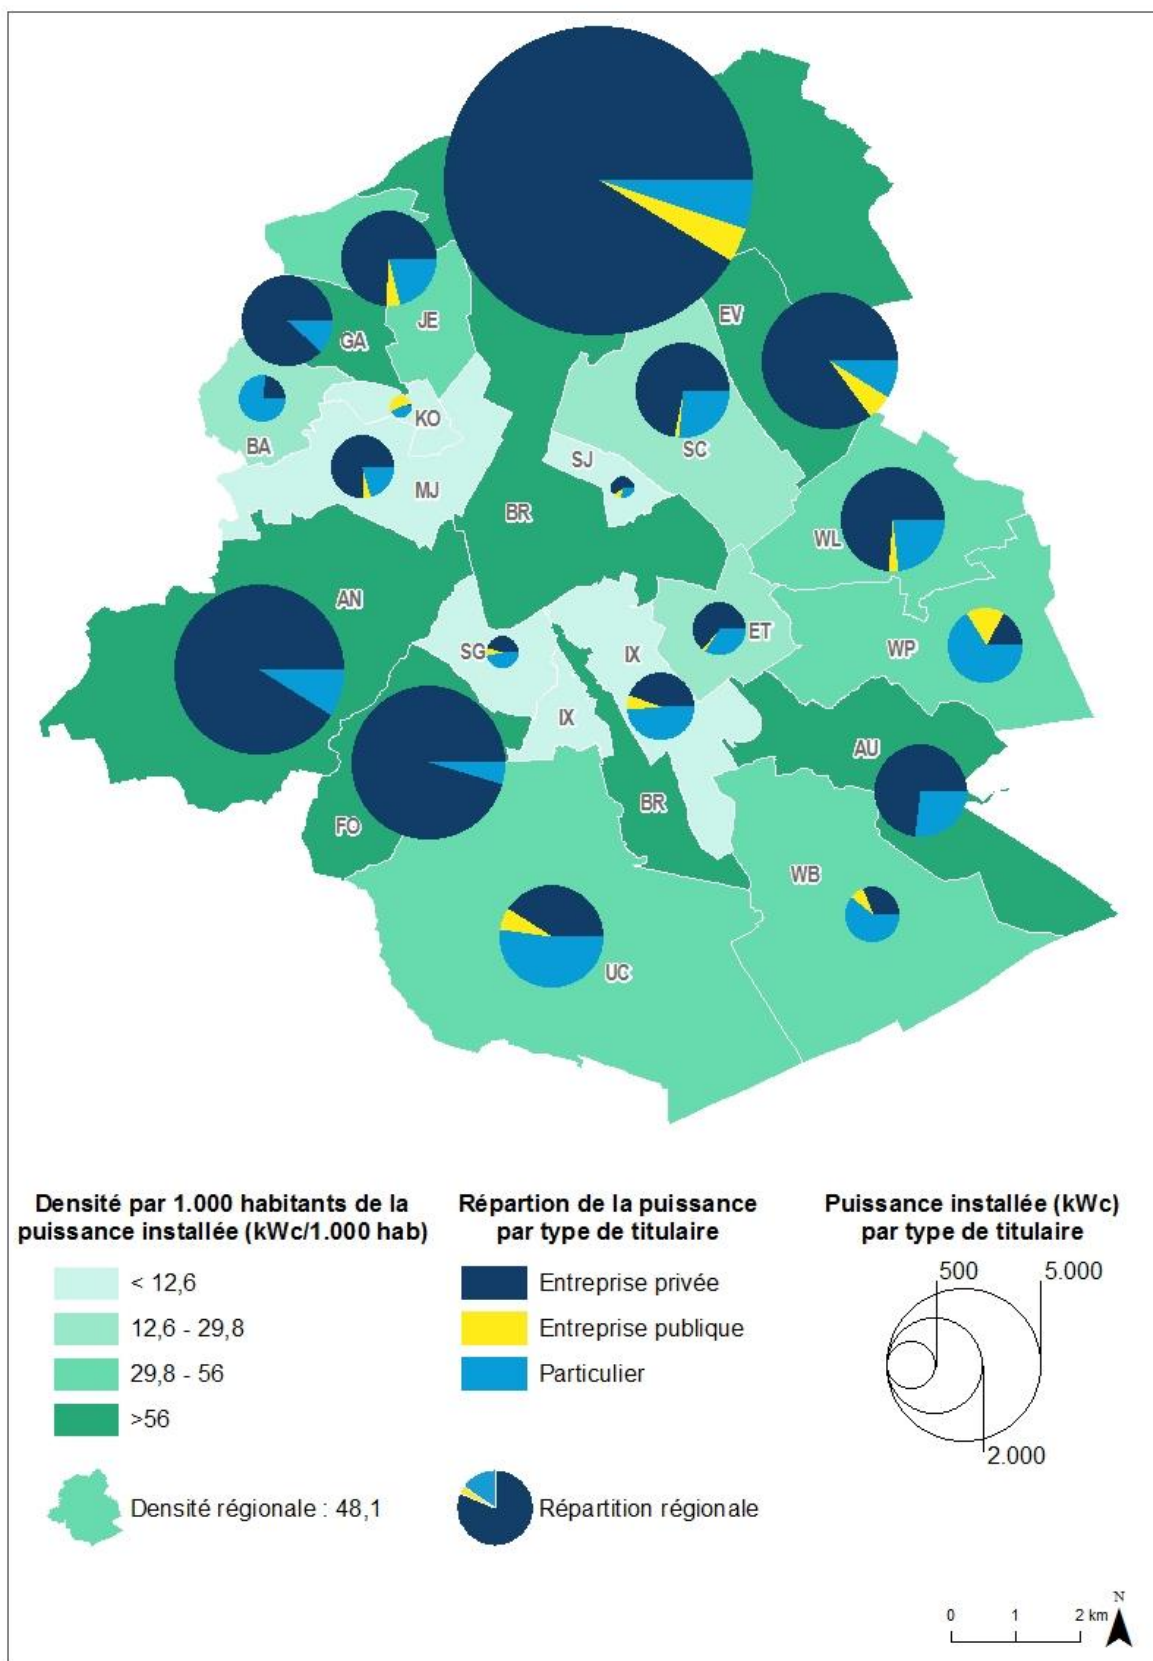 EV
JE
GA
KO
BA
SC
SJ
MJ
BR
WL
AN
ET
SG
IX
WP
IX
AU
BR
FO
WB
UC
Densité par 1.000 habitants de la
puissance installée (kWc/1.000 hab)
< 12,6
12,6 - 29,8
29,8 - 56
>56
Densité régionale : 48,1
Répartion de la puissance
par type de titulaire
Entreprise privée
Entreprise publique
Particulier
Répartition régionale
Puissance installée (kWc)
par type de titulaire
500
5.000
2.000
N
0 1 2 km